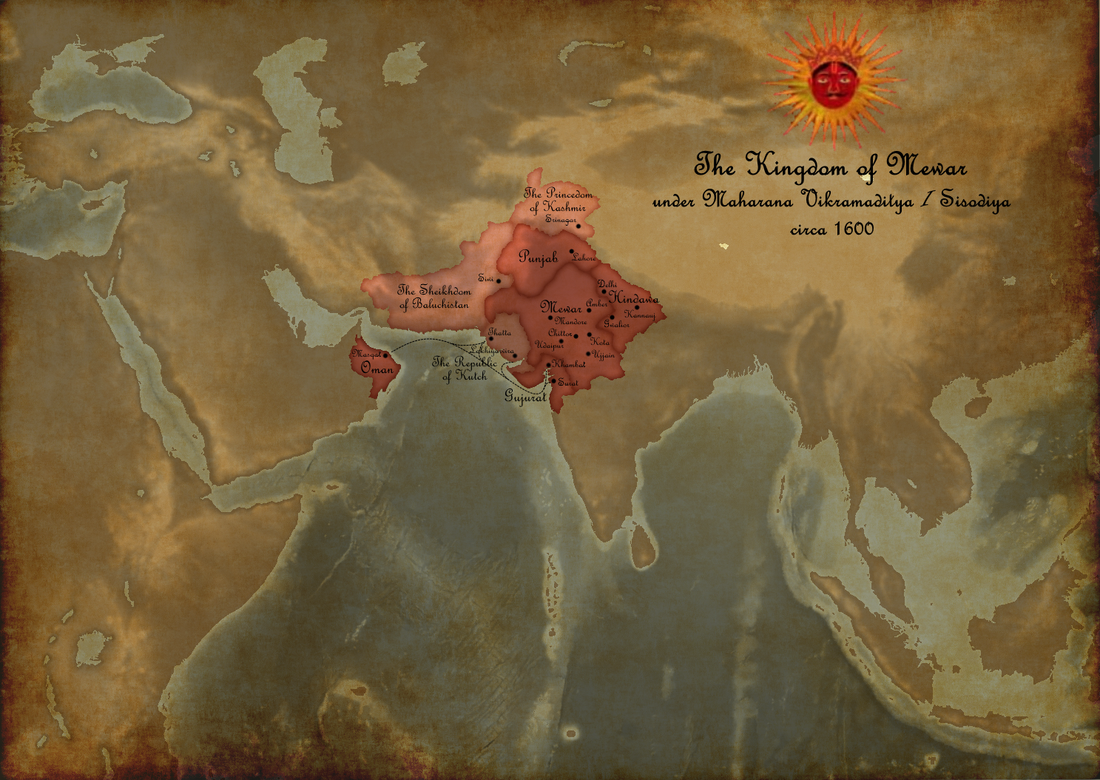 The Kingdom of Mewar
under Maharana Vikramaditya I Sisodiya
circa 1600
The Princedom
of Kashmir
Srinagar
Punjab
Lahore
Sivi
The Sheikhdom
of Baluchistan
Delhi
Hindawa
Mewar
Amber
Kannauj
Mandore
Gwalior
Chittor
Kota
Udaipur
Ujjain
Thatta
Muscat
Oman
The Republic
of Kutch
Khambat
Surat
Gujurat